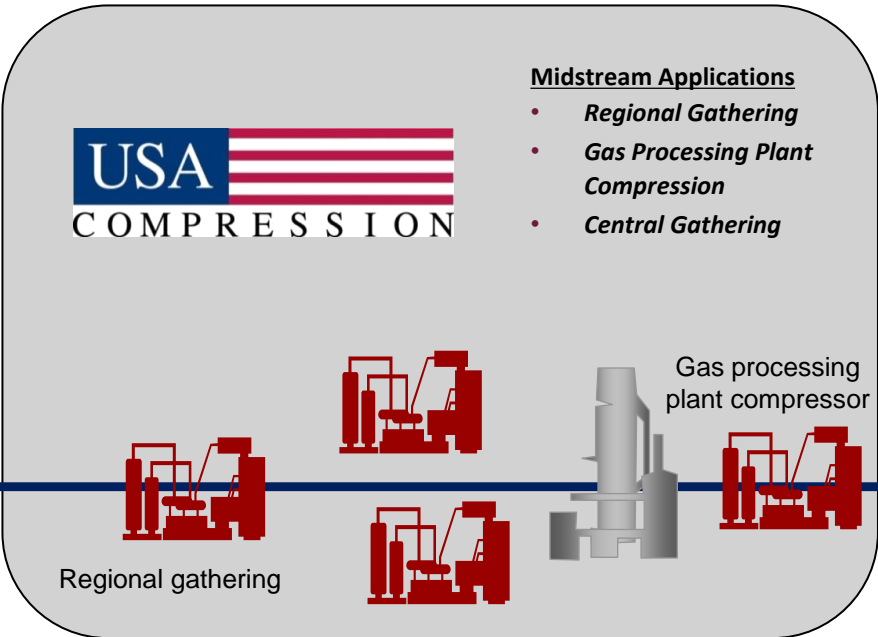 Midstream Applications
• Regional Gathering
• Gas Processing Plant
Compression
• Central Gathering
USA
COMPRESSION
Gas processing
plant compressor
Regional gathering